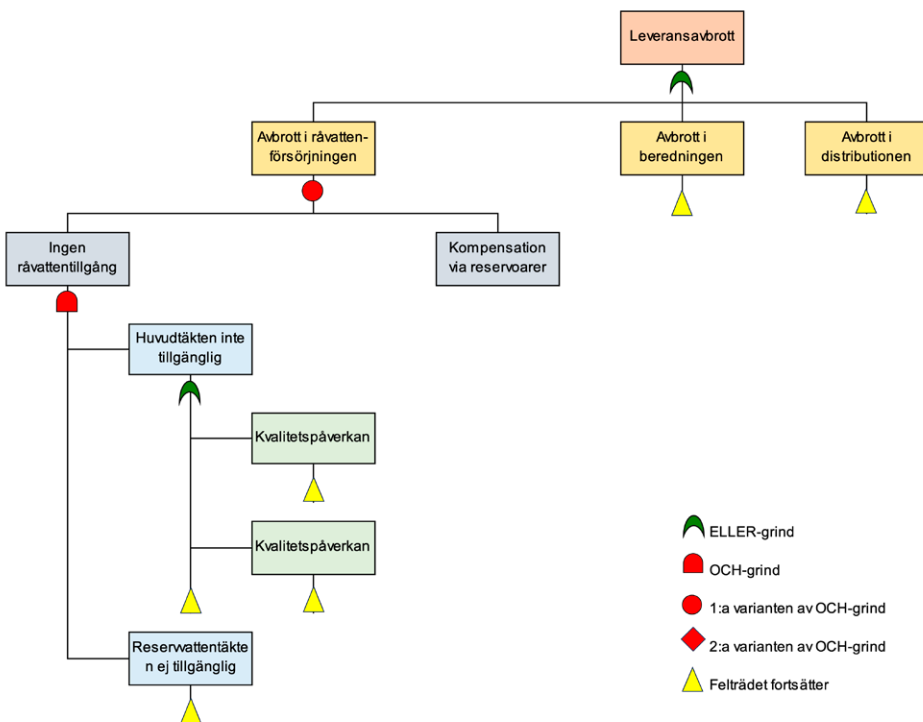 Leveransavbrott
Avbrott i råvatten-
försörjningen
Avbrott i
beredningen
Avbrott i
distributionen
Ingen
råvattentillgång
Kompensation
via reservoarer
Huvudtäkten inte
tillgänglig
Kvalitetspåverkan
Kvalitetspåverkan
Reservvattentäkte
n ej tillgänglig
ELLER-grind
OCH-grind
1:a varianten av OCH-grind
2:a varianten av OCH-grind
Felträdet fortsätter